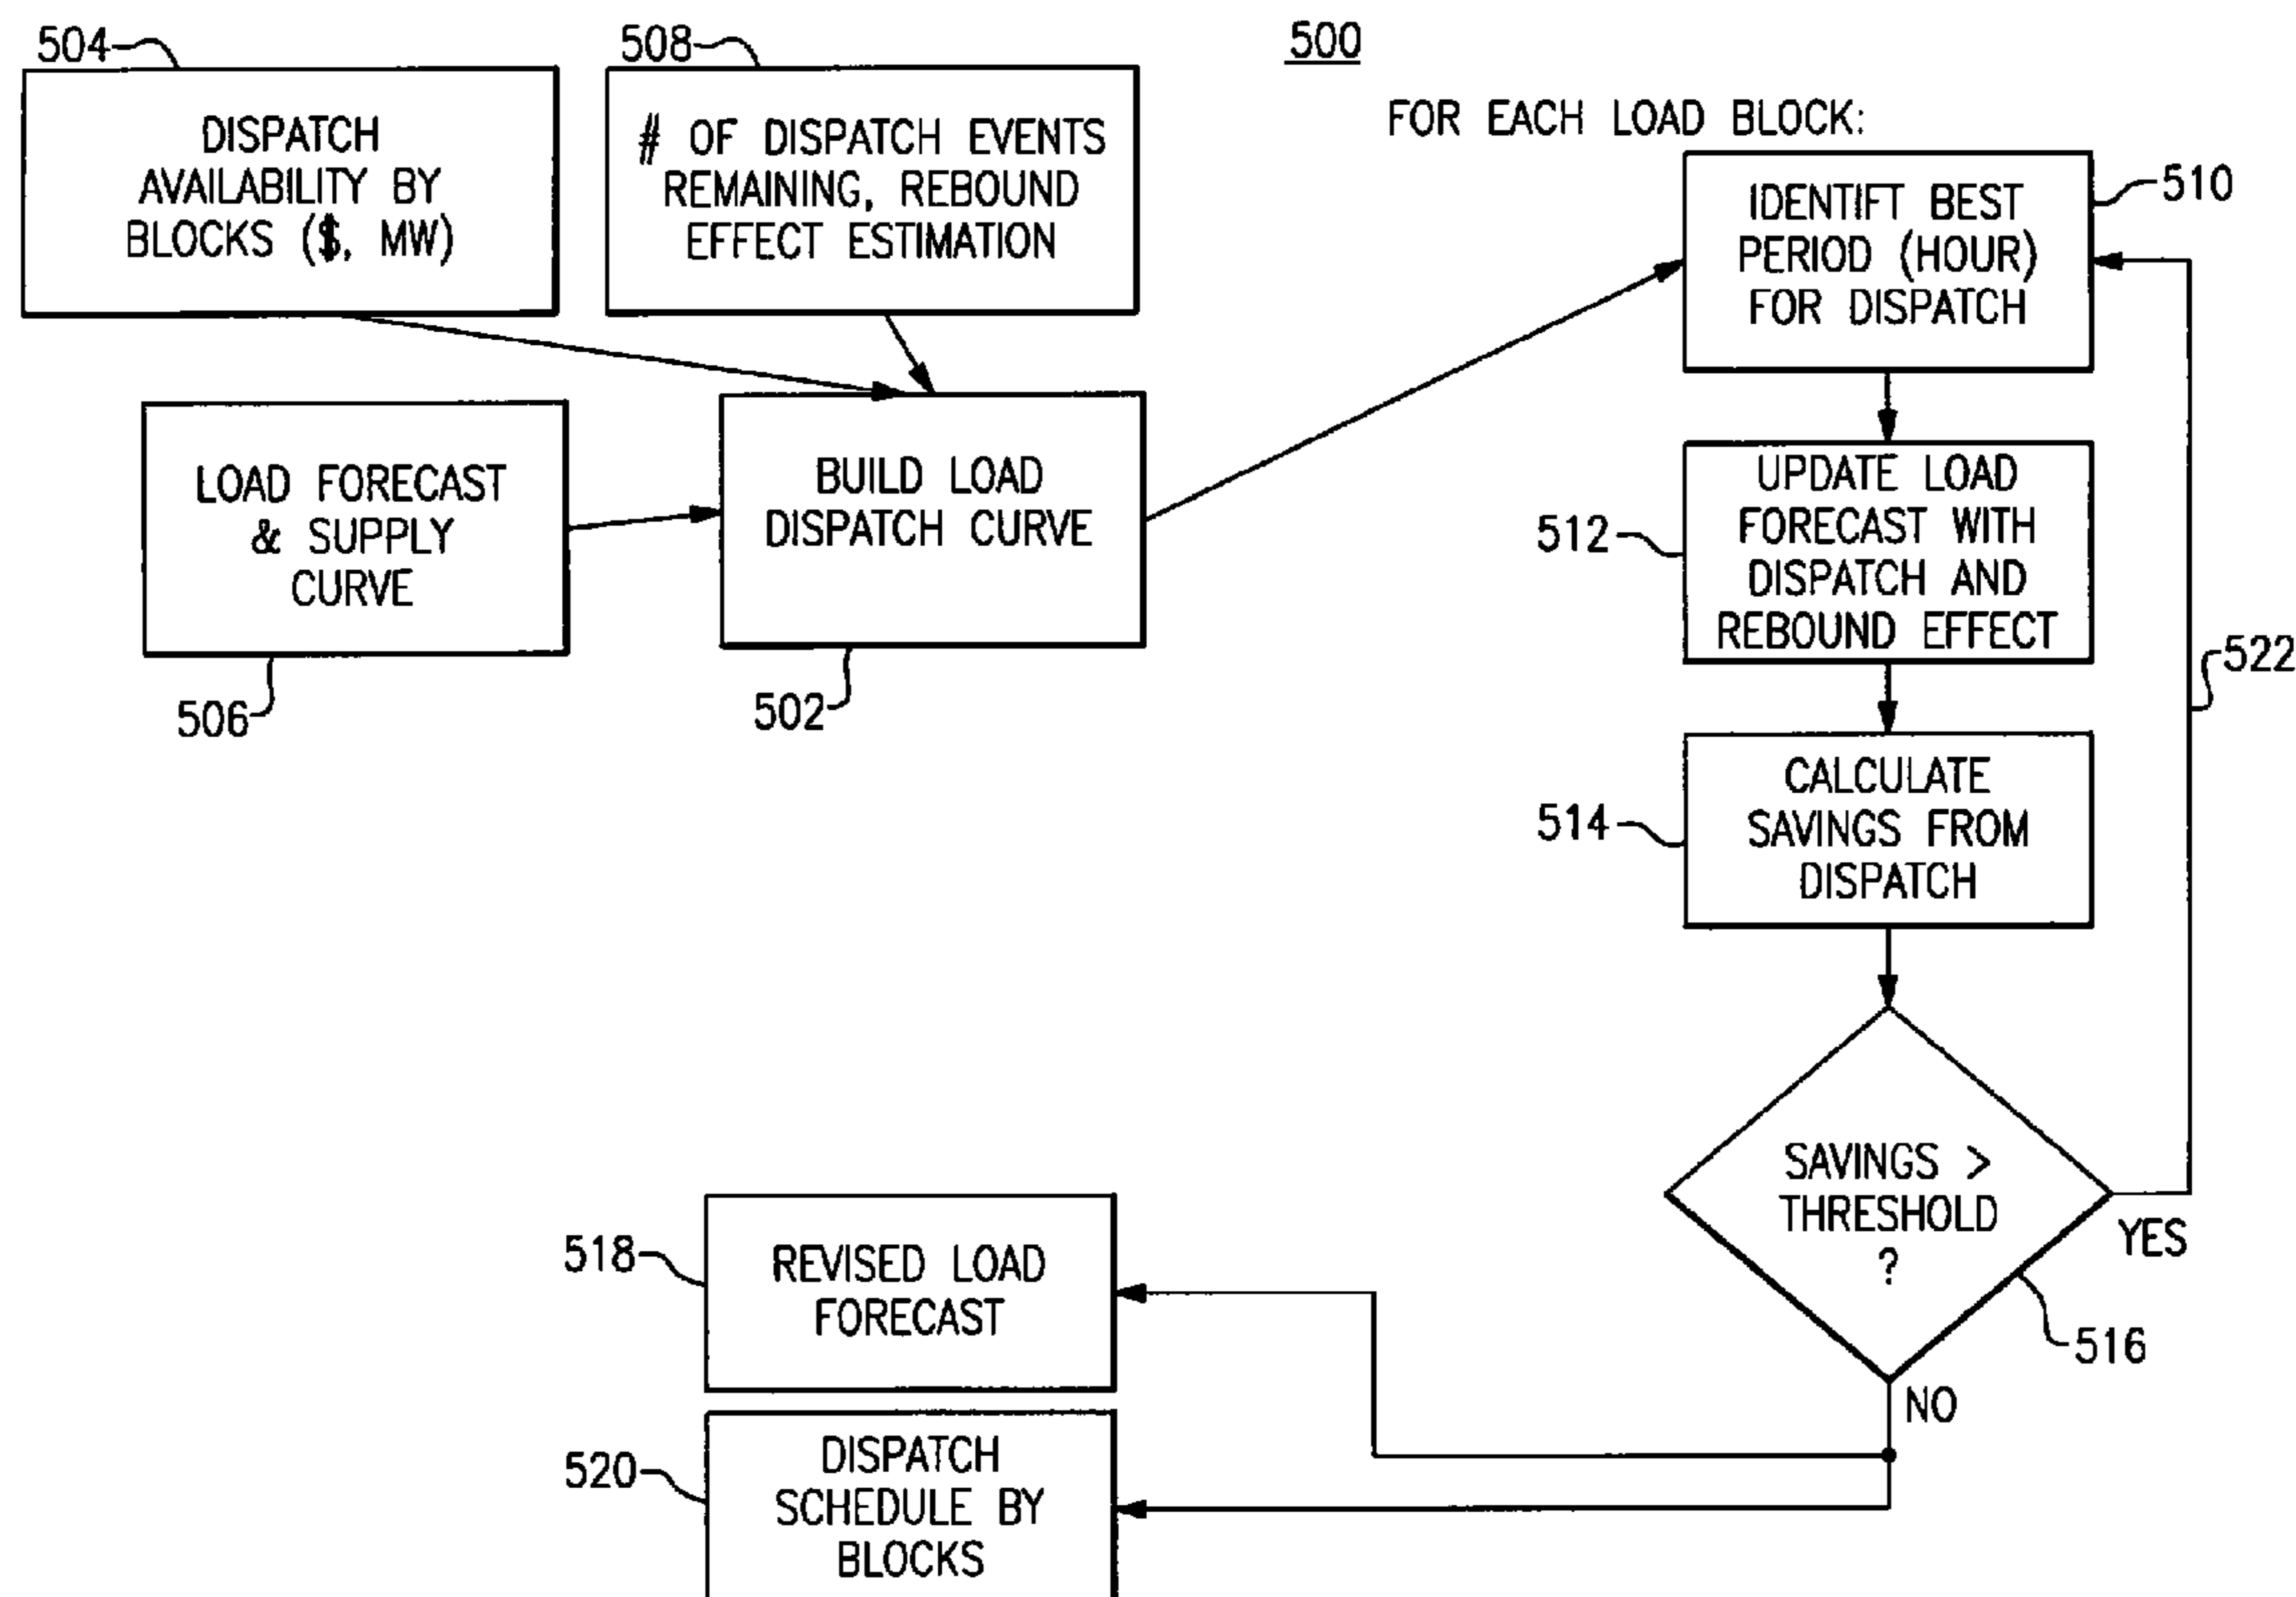 500
504
DISPATCH
AVAILABILITY BY
BLOCKS ($, MW)
508
# OF DISPATCH EVENTS
REMAINING, REBOUND
EFFECT ESTIMATION
LOAD FORECAST
& SUPPLY
CURVE
506
BUILD LOAD
DISPATCH CURVE
502
FOR EACH LOAD BLOCK:
IDENTIFT BEST
PERIOD (HOUR)
FOR DISPATCH
510
UPDATE LOAD
FORECAST WITH
DISPATCH AND
REBOUND EFFECT
512
522
CALCULATE
SAVINGS FROM
DISPATCH
514
SAVINGS >
THRESHOLD
?
YES
516
NO
518
REVISED LOAD
FORECAST
520
DISPATCH
SCHEDULE BY
BLOCKS